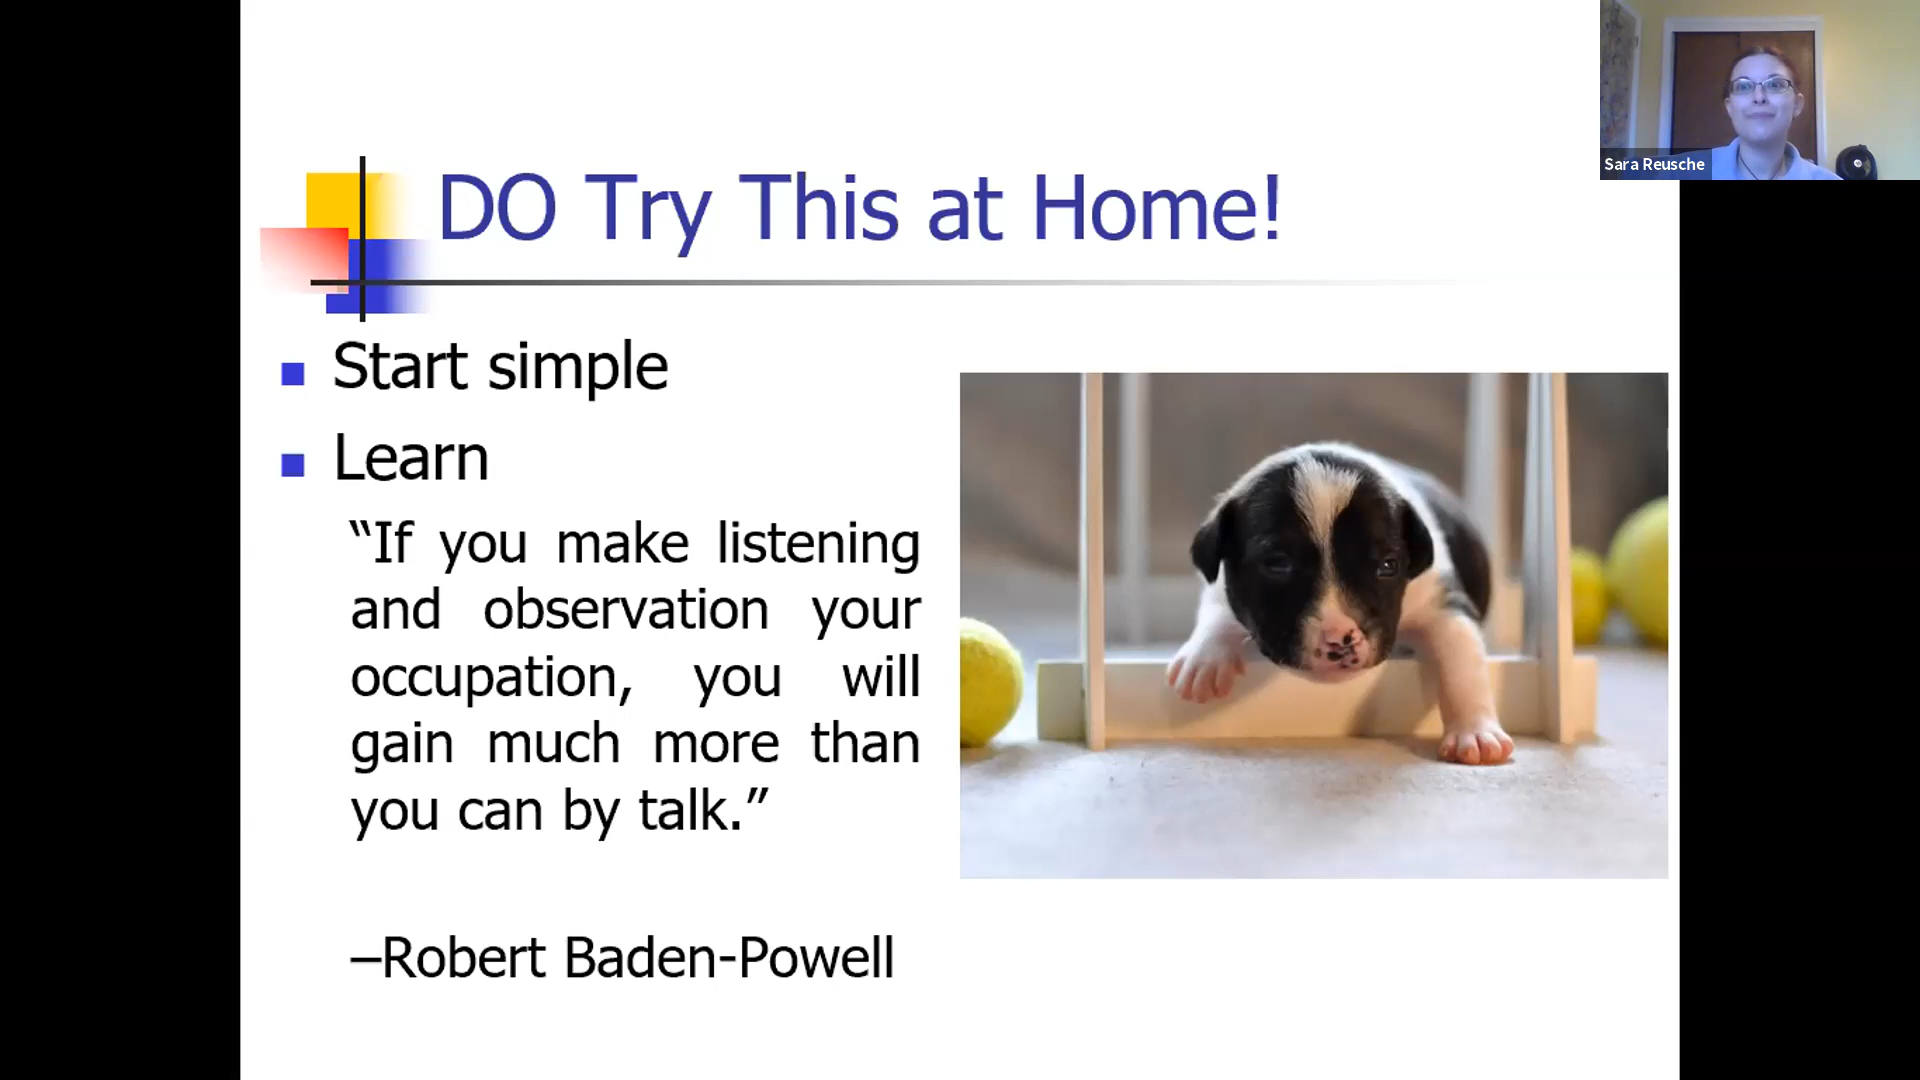 Sara Reusche
DO Try This at Home!
Start simple
Learn
“If you make listening
and observation your
occupation, you will
gain much more than
you can by talk.”
–Robert Baden-Powell